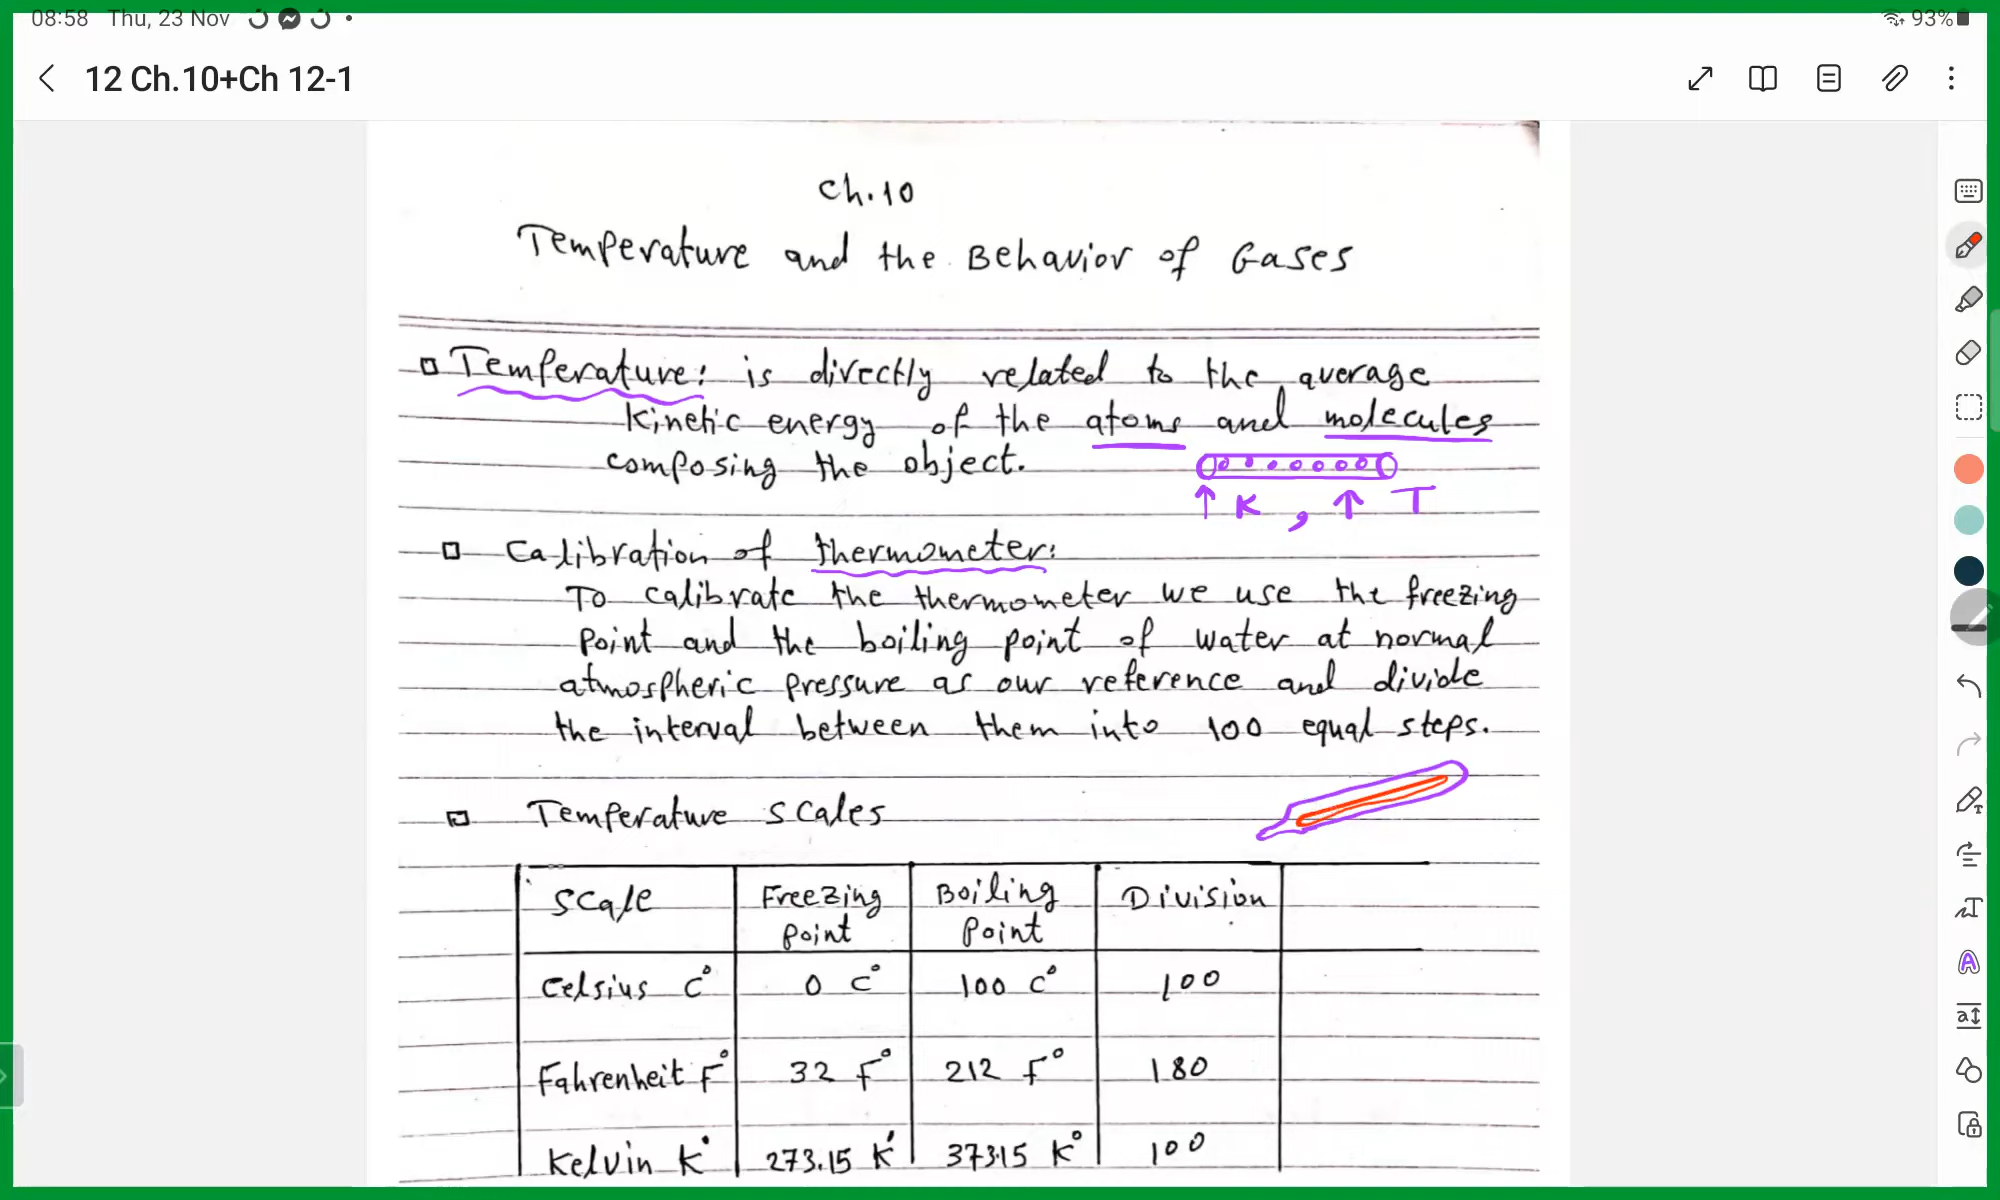 08:58 Thu, 23 Nov
93%
12 Ch.10+Ch 12-1
Ch.10
Temperature and the Behavior of Gases
Temperature: is directly related to the average
kinetic energy of the atoms and molecules
composing the object.
↑ K , ↑ T
Calibration of thermometer:
To calibrate the thermometer we use the freezing
point and the boiling point of water at normal
atmospheric pressure as our reference and divide
the interval between them into 100 equal steps.
Temperature scales
Scale Freezing Point Boiling Point Division
Celsius C° 0 C° 100 C° 100
Fahrenheit F° 32 F° 212 F° 180
Kelvin K° 273.15 K° 373.15 K° 100